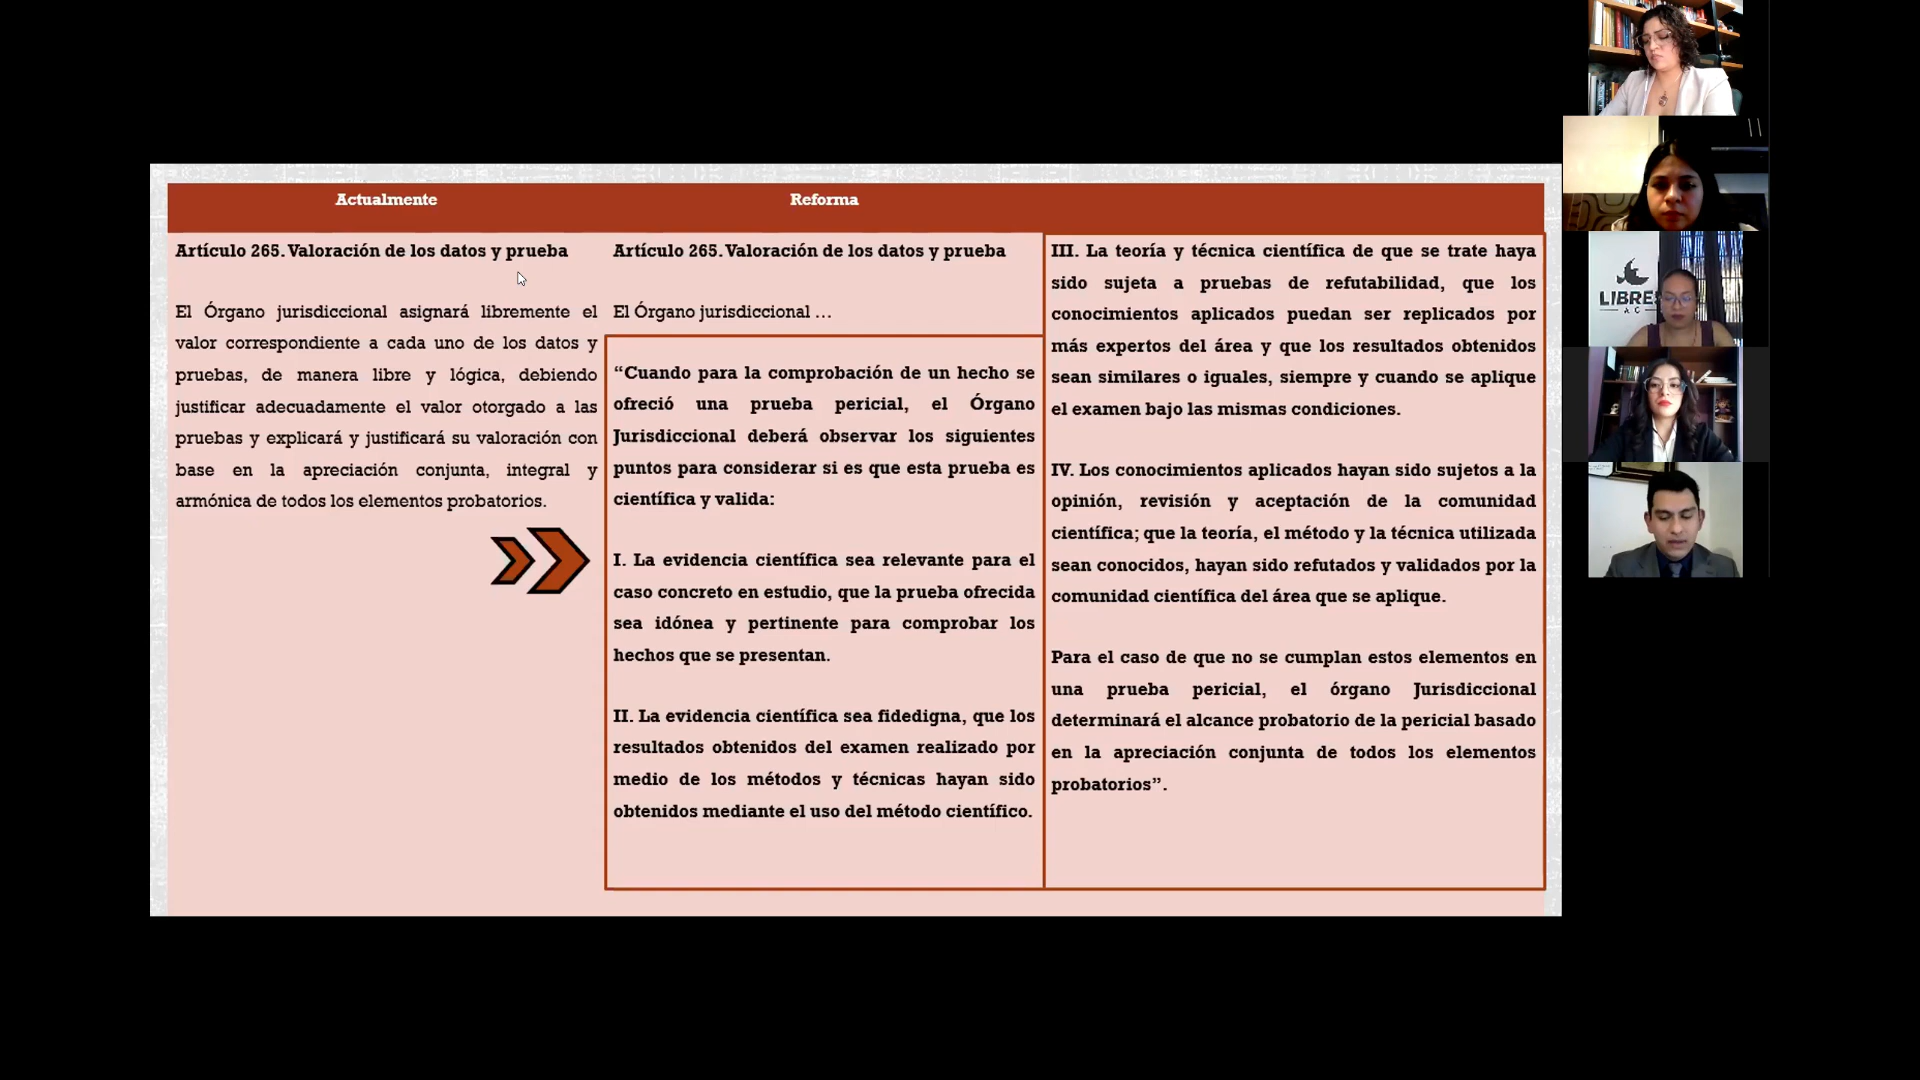 Actualmente
Reforma
Artículo 265. Valoración de los datos y prueba
El Órgano jurisdiccional asignará libremente el
valor correspondiente a cada uno de los datos y
pruebas, de manera libre y lógica, debiendo
justificar adecuadamente el valor otorgado a las
pruebas y explicará y justificará su valoración con
base en la apreciación conjunta, integral y
armónica de todos los elementos probatorios.
Artículo 265. Valoración de los datos y prueba
El Órgano jurisdiccional ...
“Cuando para la comprobación de un hecho se
ofreció una prueba pericial, el Órgano
Jurisdiccional deberá observar los siguientes
puntos para considerar si es que esta prueba es
científica y valida:
I. La evidencia científica sea relevante para el
caso concreto en estudio, que la prueba ofrecida
sea idónea y pertinente para comprobar los
hechos que se presentan.
II. La evidencia científica sea fidedigna, que los
resultados obtenidos del examen realizado por
medio de los métodos y técnicas hayan sido
obtenidos mediante el uso del método científico.
III. La teoría y técnica científica de que se trate haya
sido sujeta a pruebas de refutabilidad, que los
conocimientos aplicados puedan ser replicados por
más expertos del área y que los resultados obtenidos
sean similares o iguales, siempre y cuando se aplique
el examen bajo las mismas condiciones.
IV. Los conocimientos aplicados hayan sido sujetos a la
opinión, revisión y aceptación de la comunidad
científica; que la teoría, el método y la técnica utilizada
sean conocidos, hayan sido refutados y validados por la
comunidad científica del área que se aplique.
Para el caso de que no se cumplan estos elementos en
una prueba pericial, el órgano Jurisdiccional
determinará el alcance probatorio de la pericial basado
en la apreciación conjunta de todos los elementos
probatorios”.
LIBRE
A C